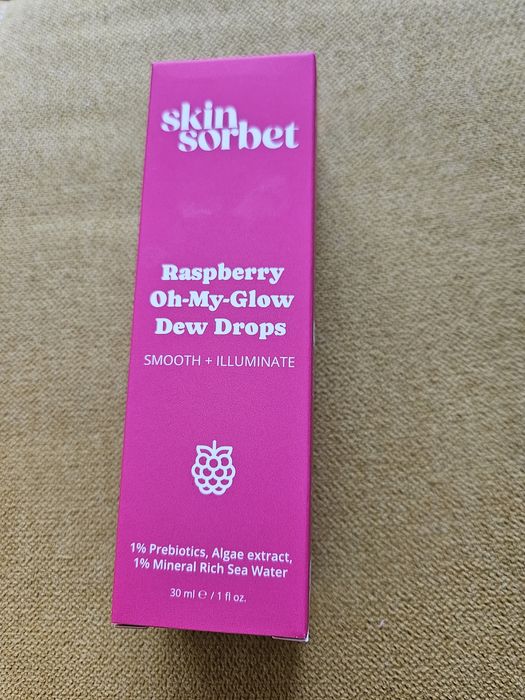 skin
sorbet
Raspberry
Oh-My-Glow
Dew Drops
SMOOTH + ILLUMINATE
1% Prebiotics, Algae extract,
1% Mineral Rich Sea Water
30 ml ℮ / 1 fl oz.